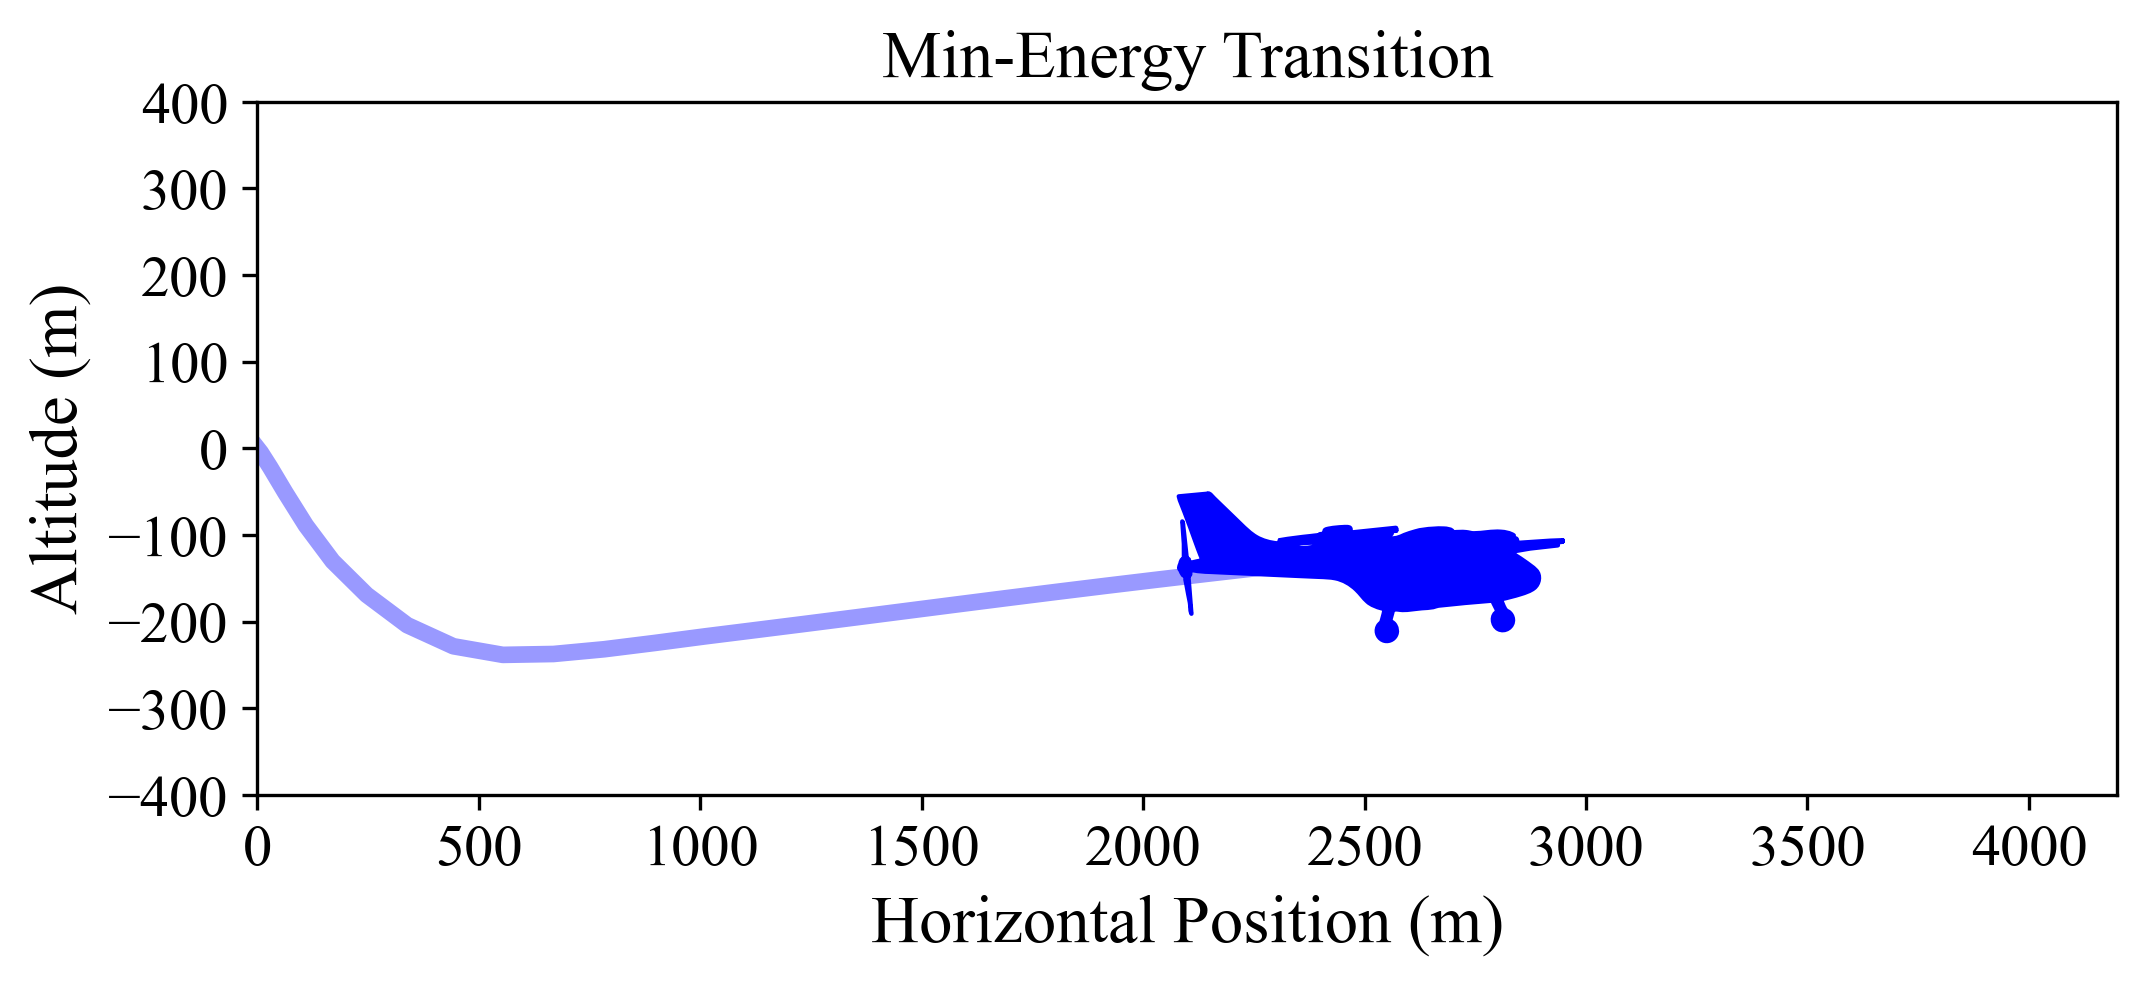 Min-Energy Transition
400
300
200
100
0
−100
−200
−300
−400
Altitude (m)
0 500 1000 1500 2000 2500 3000 3500 4000
Horizontal Position (m)